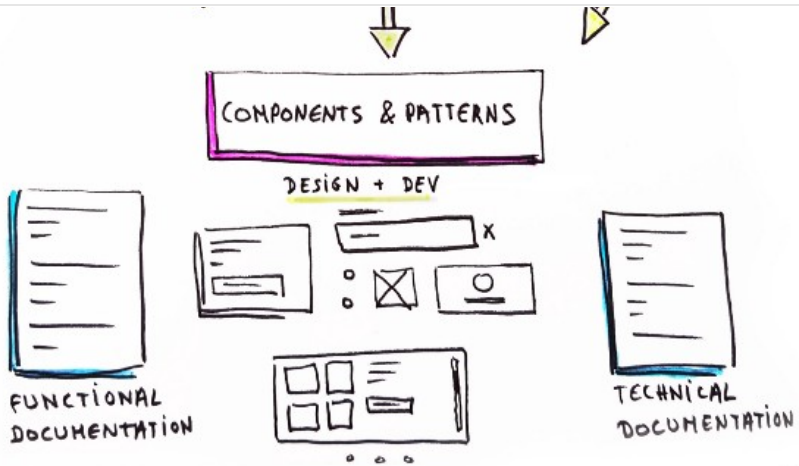 COMPONENTS & PATTERNS
DESIGN + DEV
FUNCTIONAL
DOCUMENTATION
TECHNICAL
DOCUMENTATION